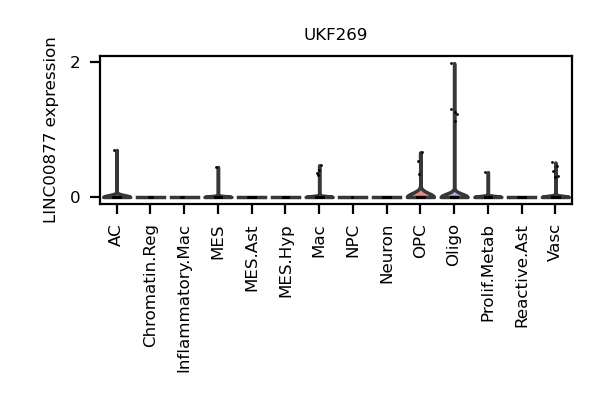 UKF269
LINC00877 expression
2
0
AC
Chromatin.Reg
Inflammatory.Mac
MES
MES.Ast
MES.Hyp
Mac
NPC
Neuron
OPC
Oligo
Prolif.Metab
Reactive.Ast
Vasc